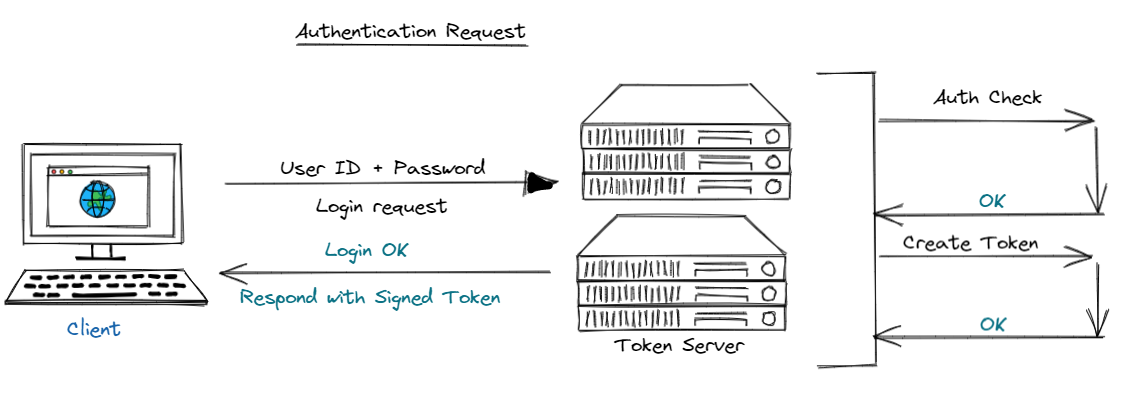 Authentication Request
User ID + Password
Login request
Login OK
Respond with Signed Token
Client
Token Server
Auth Check
OK
Create Token
OK